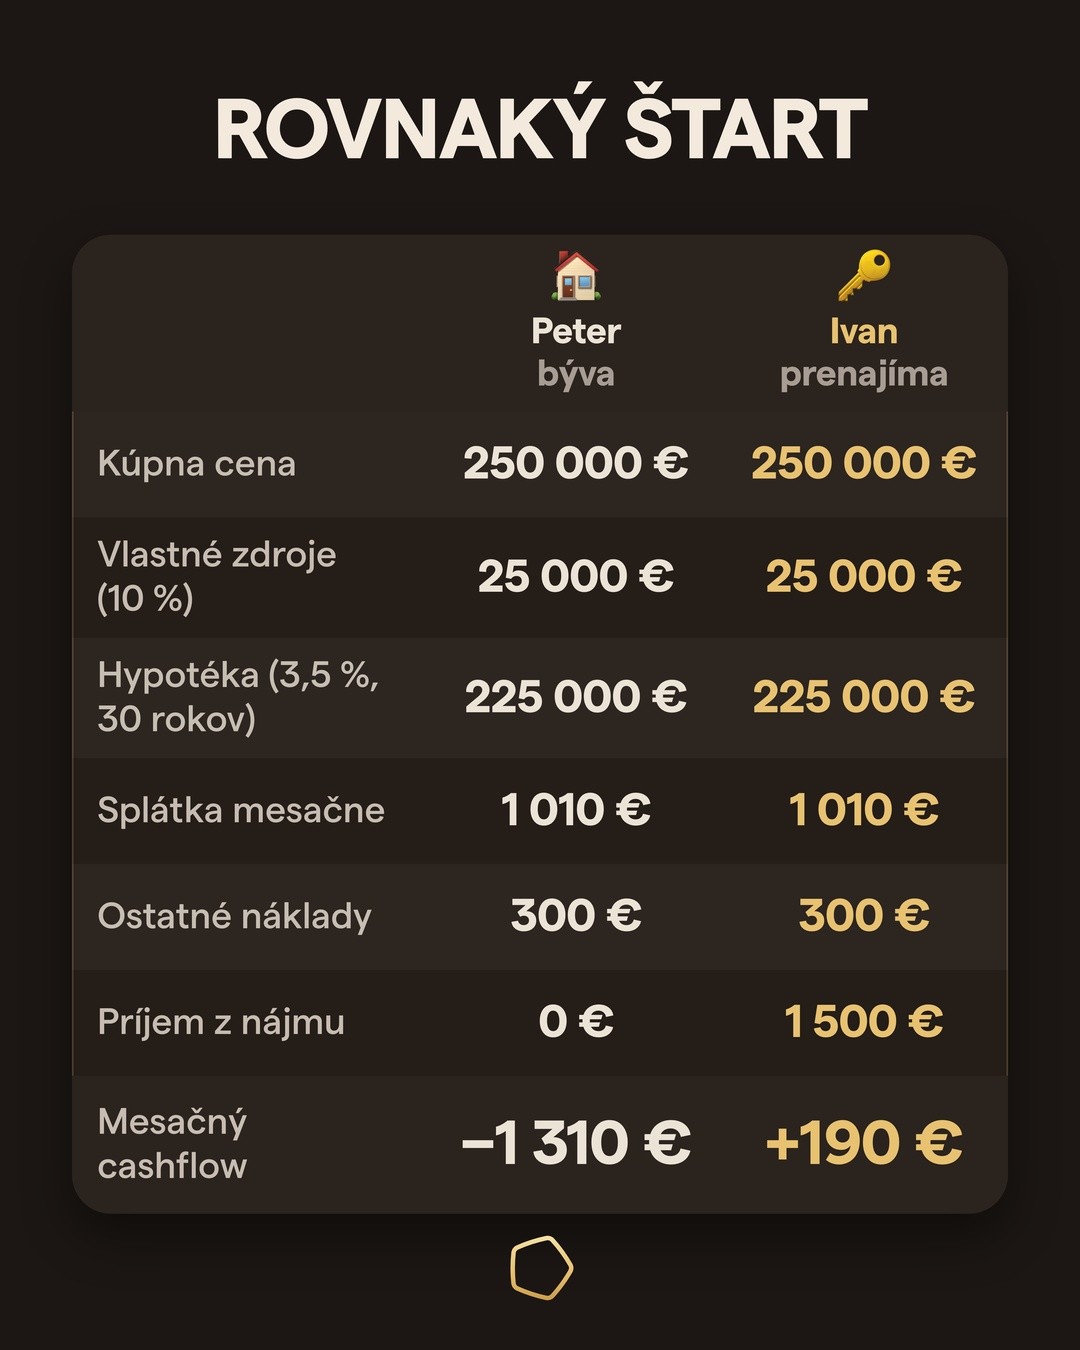 ROVNAKÝ ŠTART
Peter
býva
Ivan
prenajíma
Kúpna cena 250 000 € 250 000 €
Vlastné zdroje
(10 %) 25 000 € 25 000 €
Hypotéka (3,5 %,
30 rokov) 225 000 € 225 000 €
Splátka mesačne 1 010 € 1 010 €
Ostatné náklady 300 € 300 €
Príjem z nájmu 0 € 1 500 €
Mesačný
cashflow –1 310 € +190 €